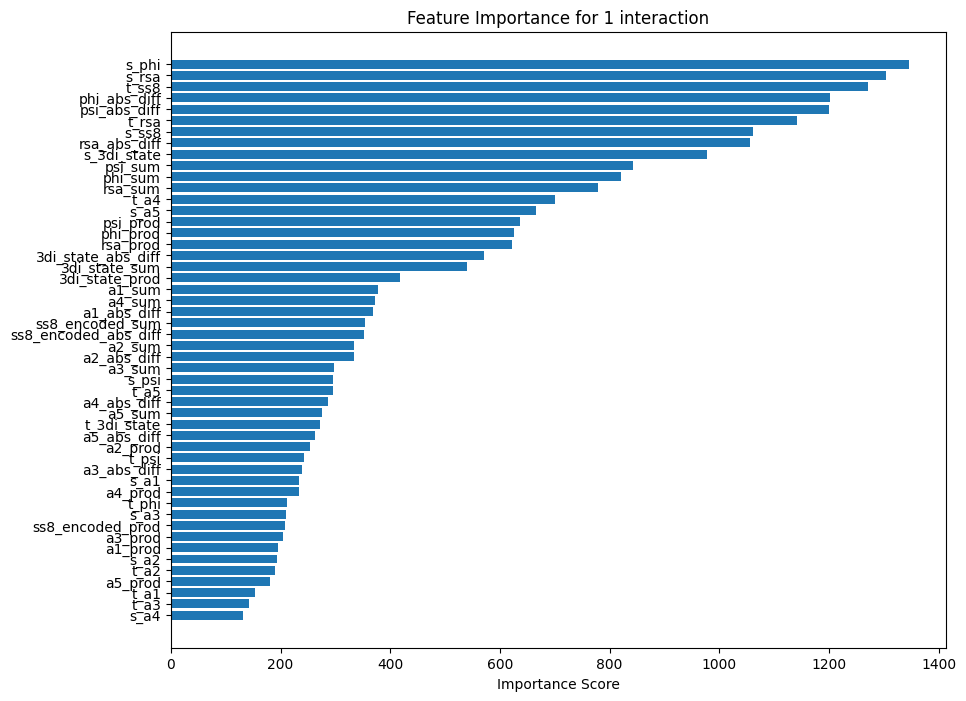 Feature Importance for 1 interaction
s_phi
s_rsa
t_ss8
phi_abs_diff
psi_abs_diff
t_rsa
s_ss8
rsa_abs_diff
s_3di_state
psi_sum
phi_sum
rsa_sum
t_a4
s_a5
psi_prod
phi_prod
rsa_prod
3di_state_abs_diff
3di_state_sum
3di_state_prod
a1_sum
a4_sum
a1_abs_diff
ss8_encoded_sum
ss8_encoded_abs_diff
a2_sum
a2_abs_diff
a3_sum
s_psi
t_a5
a4_abs_diff
a5_sum
t_3di_state
a5_abs_diff
a2_prod
t_psi
a3_abs_diff
s_a1
a4_prod
t_phi
s_a3
ss8_encoded_prod
a3_prod
a1_prod
s_a2
t_a2
a5_prod
t_a1
t_a3
s_a4
0 200 400 600 800 1000 1200 1400
Importance Score